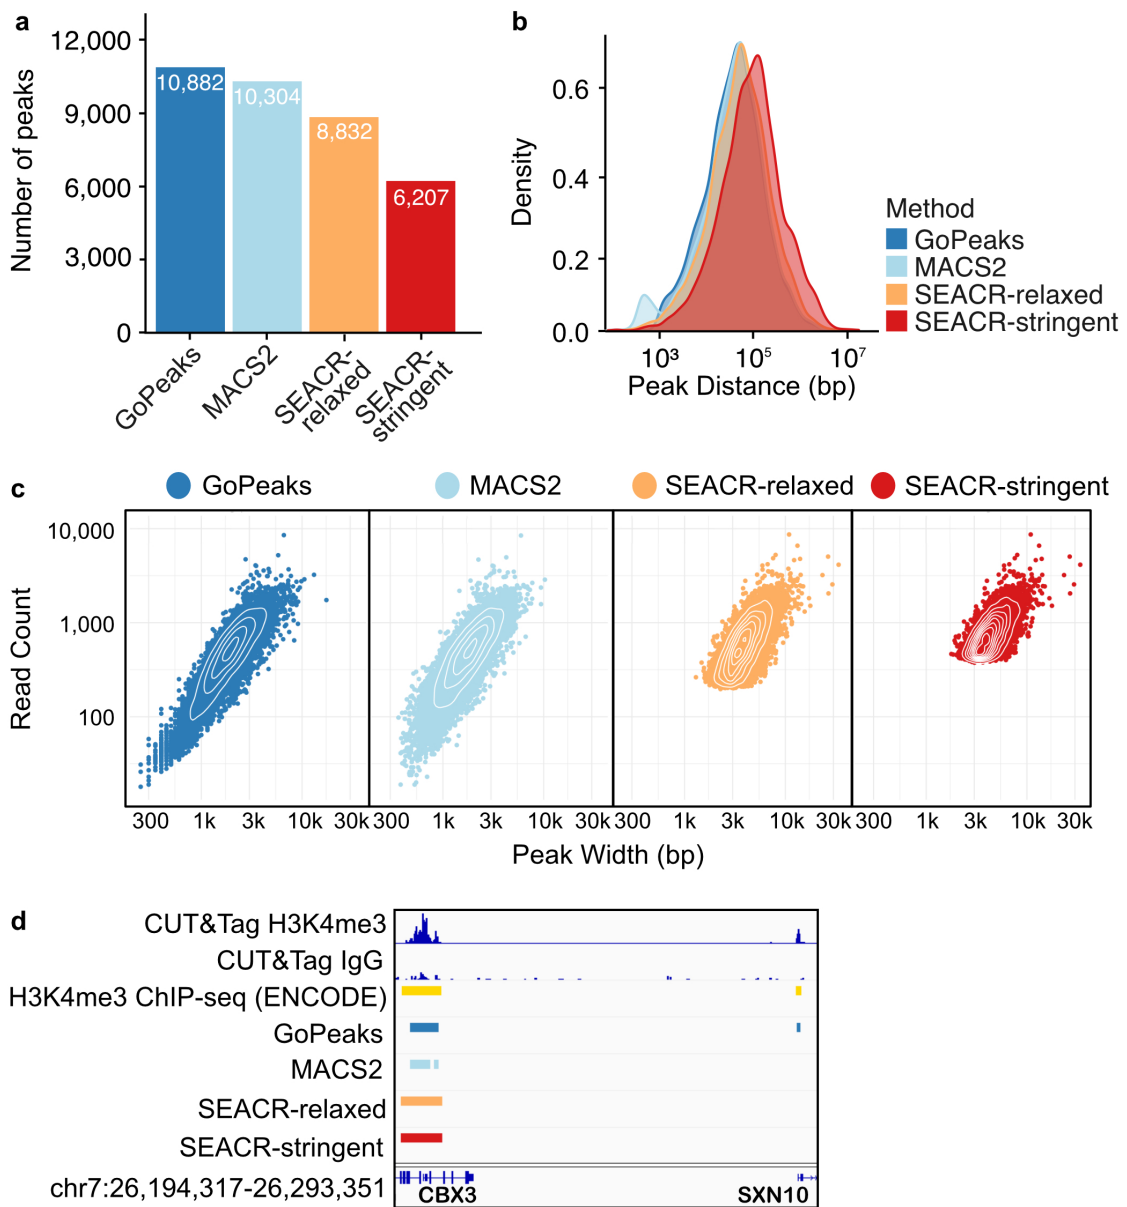 a
12,000
9,000
6,000
3,000
0
Number of peaks
10,882
10,304
8,832
6,207
GoPeaks
MACS2
SEACR-
relaxed
SEACR-
stringent
b
0.6
0.4
0.2
0.0
Density
10³
10⁵
10⁷
Peak Distance (bp)
Method
GoPeaks
MACS2
SEACR-relaxed
SEACR-stringent
c
GoPeaks
MACS2
SEACR-relaxed
SEACR-stringent
10,000
1,000
100
Read Count
300 1k 3k 10k 30k
300 1k 3k 10k 30k
300 1k 3k 10k 30k
300 1k 3k 10k 30k
Peak Width (bp)
d
CUT&Tag H3K4me3
CUT&Tag IgG
H3K4me3 ChIP-seq (ENCODE)
GoPeaks
MACS2
SEACR-relaxed
SEACR-stringent
chr7:26,194,317-26,293,351
CBX3
SXN10